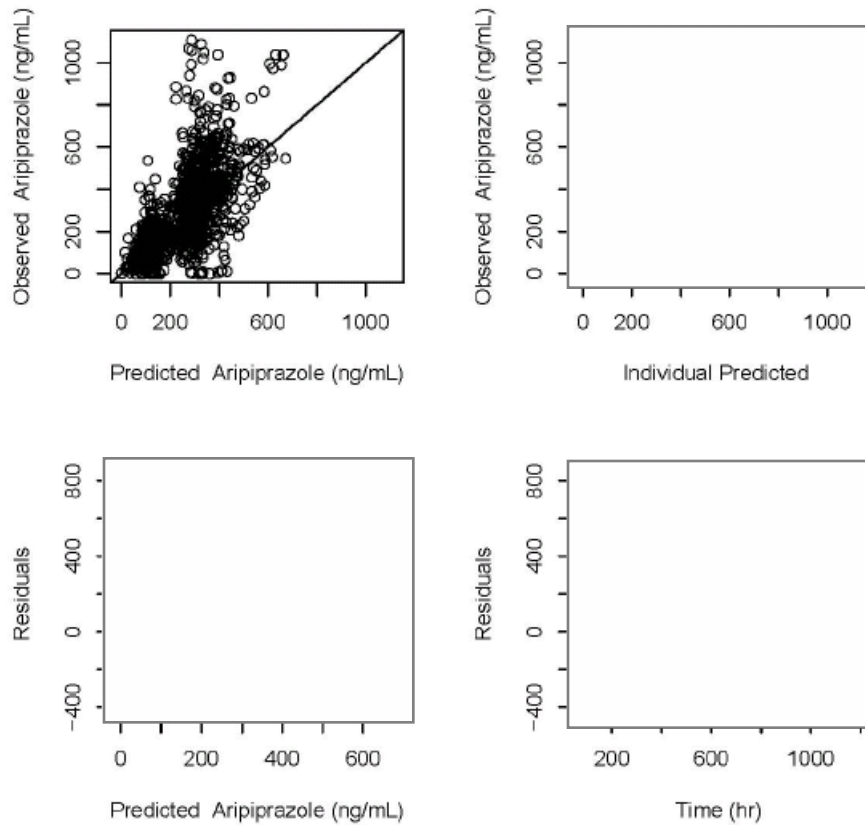 Observed Aripiprazole (ng/mL)
1000
600
200
0
0 200 600 1000
Predicted Aripiprazole (ng/mL)
Observed Aripiprazole (ng/mL)
1000
600
200
0
0 200 600 1000
Individual Predicted
Residuals
800
400
0
−400
0 200 400 600
Predicted Aripiprazole (ng/mL)
Residuals
800
400
0
−400
200 600 1000
Time (hr)